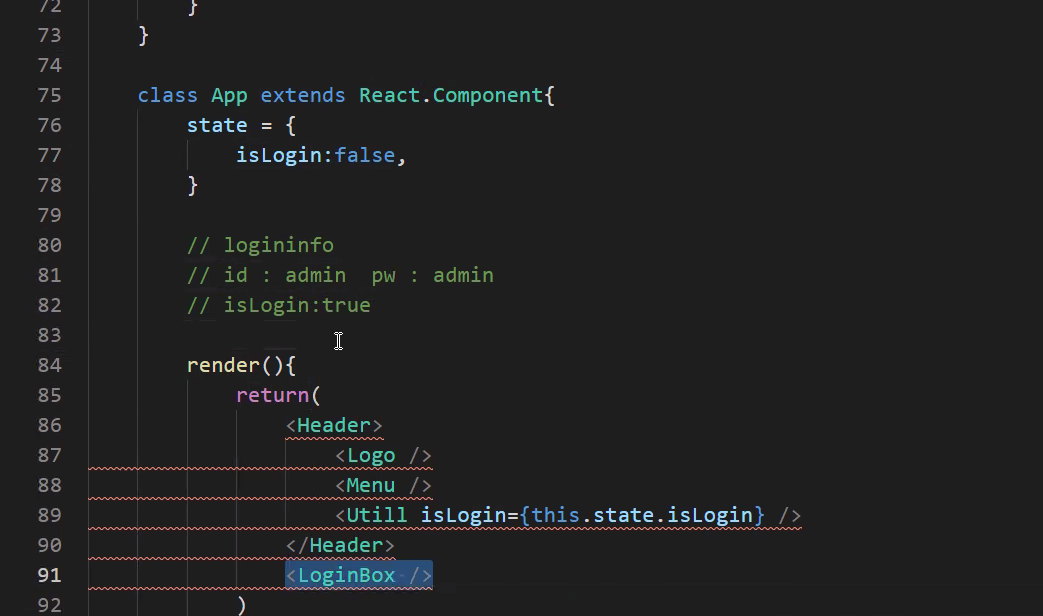 72 }
73 }
74
75 class App extends React.Component{
76 state = {
77 isLogin:false,
78 }
79
80 // logininfo
81 // id : admin  pw : admin
82 // isLogin:true
83
84 render(){
85 return(
86 <Header>
87 <Logo />
88 <Menu />
89 <Utill isLogin={this.state.isLogin} />
90 </Header>
91 <LoginBox />
92 )